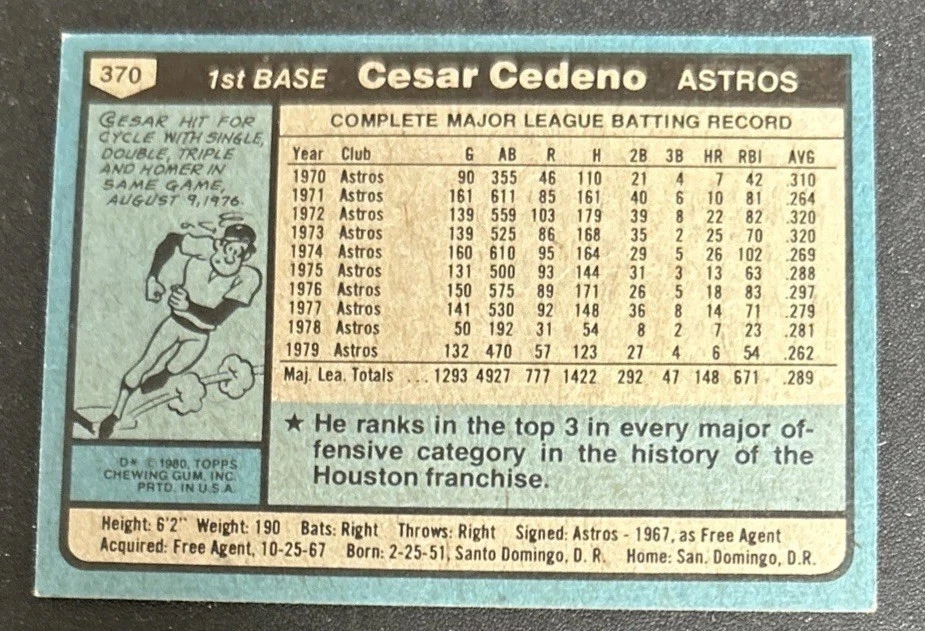 370 1st BASE Cesar Cedeno ASTROS
CESAR HIT FOR
CYCLE WITH SINGLE,
DOUBLE, TRIPLE
AND HOMER IN
SAME GAME,
AUGUST 9, 1976.
COMPLETE MAJOR LEAGUE BATTING RECORD
Year Club G AB R H 2B 3B HR RBI AVG
1970 Astros 90 355 46 110 21 4 7 42 .310
1971 Astros 161 611 85 161 40 6 10 81 .264
1972 Astros 139 559 103 179 39 8 22 82 .320
1973 Astros 139 525 86 168 35 2 25 70 .320
1974 Astros 160 610 95 164 29 5 26 102 .269
1975 Astros 131 500 93 144 31 3 13 63 .288
1976 Astros 150 575 89 171 26 5 18 83 .297
1977 Astros 141 530 92 148 36 8 14 71 .279
1978 Astros 50 192 31 54 8 2 7 23 .281
1979 Astros 132 470 57 123 27 4 6 54 .262
Maj. Lea. Totals ... 1293 4927 777 1422 292 47 148 671 .289
★ He ranks in the top 3 in every major of-
fensive category in the history of the
Houston franchise.
D* © 1980, TOPPS
CHEWING GUM, INC.
PRTD. IN U.S.A.
Height: 6'2" Weight: 190 Bats: Right Throws: Right Signed: Astros - 1967, as Free Agent
Acquired: Free Agent, 10-25-67 Born: 2-25-51, Santo Domingo, D. R. Home: San. Domingo, D.R.